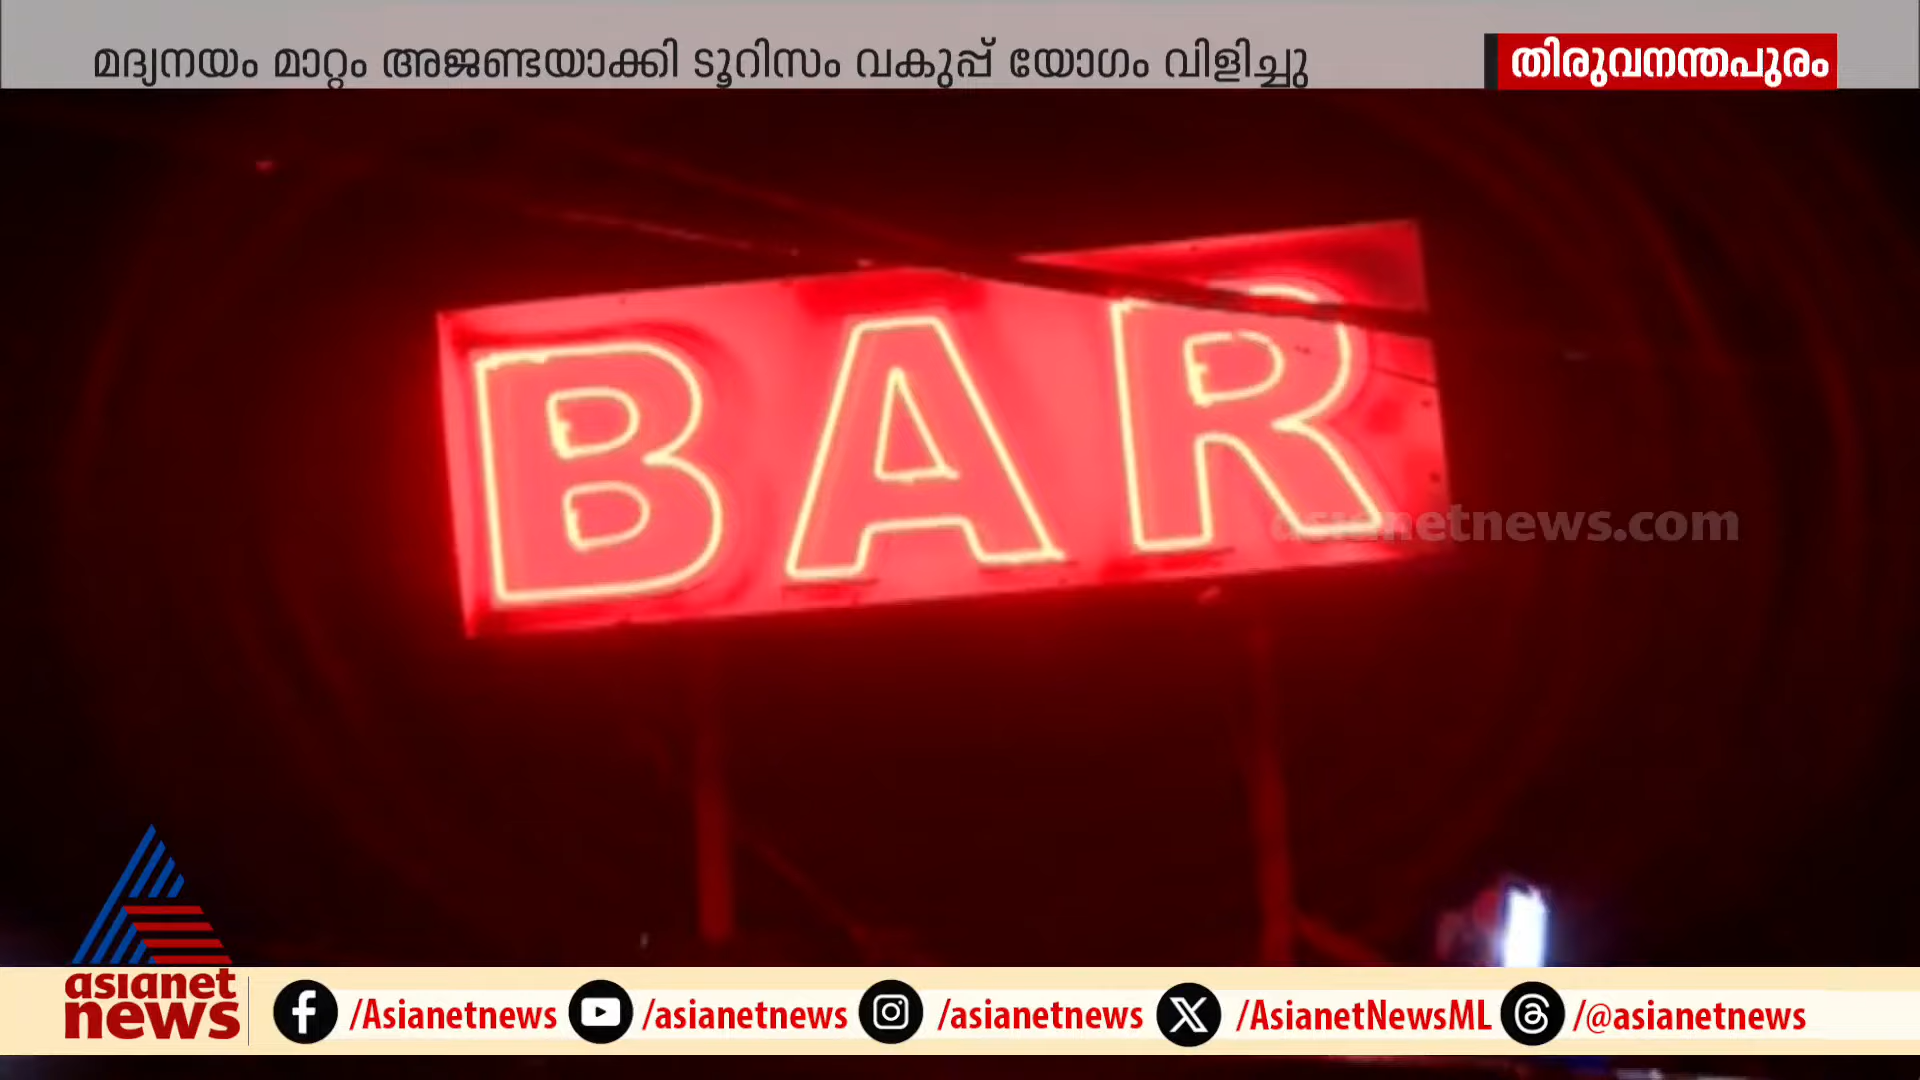 മദ്യനയം മാറ്റം അജണ്ടയാക്കി ടൂറിസം വകുപ്പ് യോഗം വിളിച്ചു
തിരുവനന്തപുരം
BAR
asianetnews.com
asianet
news
/Asianetnews
/asianetnews
/asianetnews
/AsianetNewsML
/@asianetnews